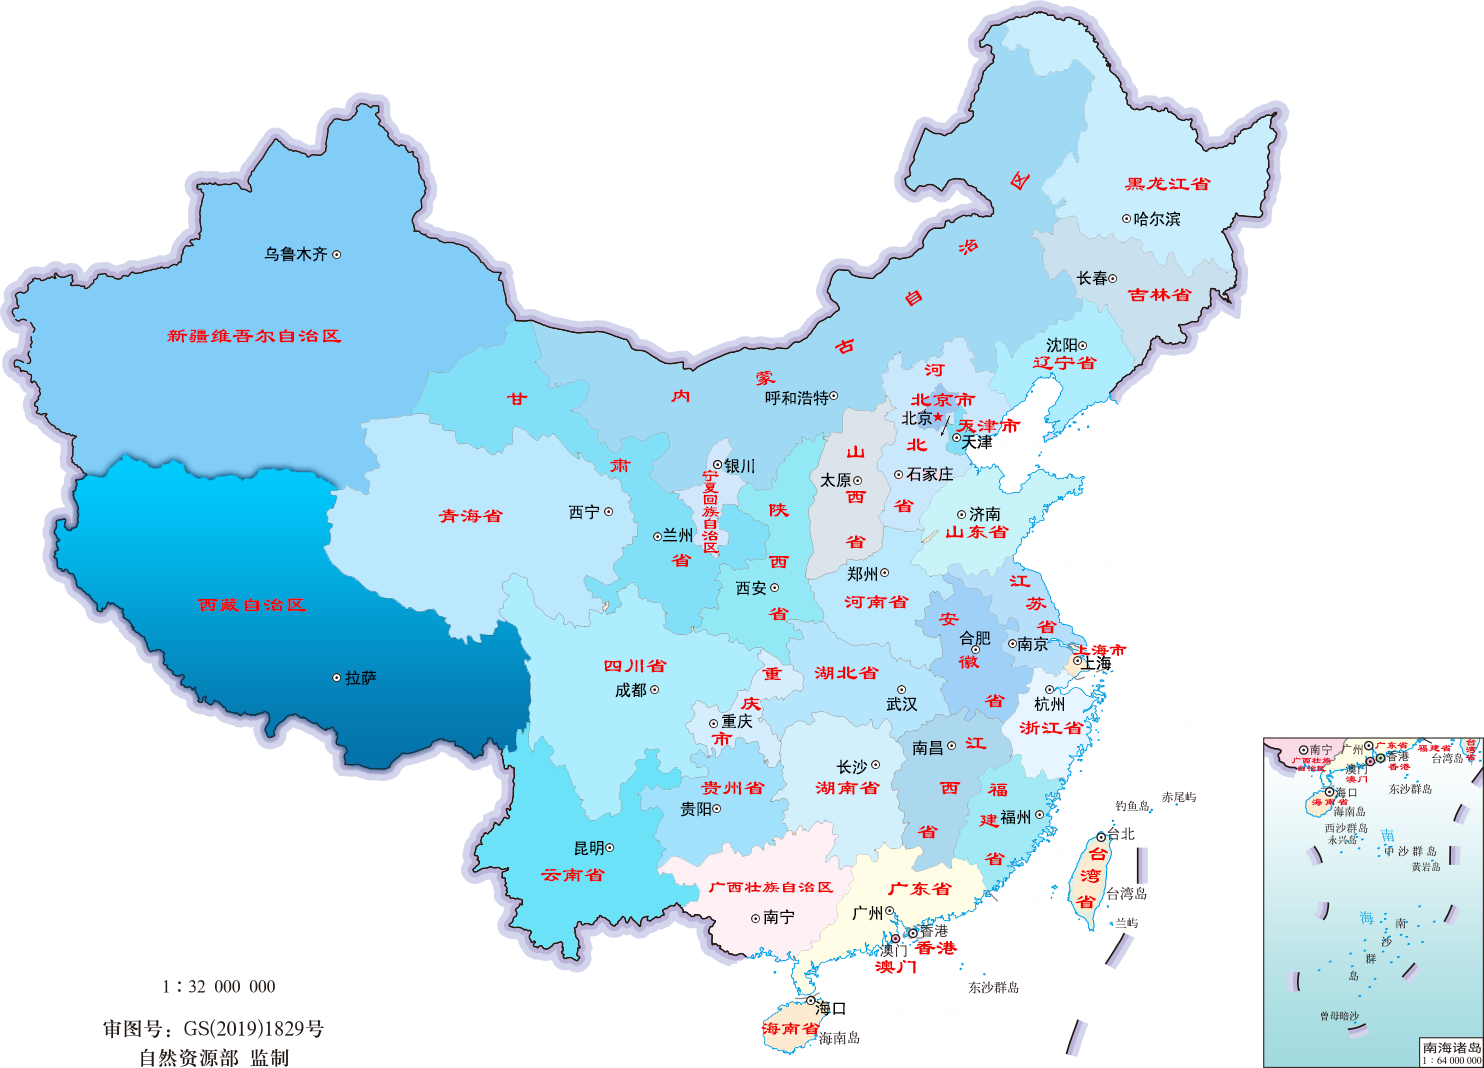 黑龙江省
哈尔滨
长春
吉林省
沈阳
辽宁省
内蒙古自治区
呼和浩特
乌鲁木齐
新疆维吾尔自治区
甘肃省
兰州
青海省
西宁
银川
宁夏回族自治区
陕西省
西安
山西省
太原
河北省
石家庄
北京市
北京
天津市
天津
济南
山东省
郑州
河南省
江苏省
南京
安徽省
合肥
上海市
上海
西藏自治区
拉萨
四川省
成都
重庆市
重庆
湖北省
武汉
杭州
浙江省
南昌
江西省
长沙
湖南省
贵州省
贵阳
福建省
福州
昆明
云南省
广西壮族自治区
南宁
广东省
广州
香港
香港
澳门
澳门
台北
台湾省
台湾岛
钓鱼岛
赤尾屿
兰屿
东沙群岛
海口
海南省
海南岛
1：32 000 000
审图号：GS(2019)1829号
自然资源部 监制
南宁
广西壮族
自治区
广州
广东省
香港
香港
澳门
澳门
福建省
台湾省
台湾岛
东沙群岛
海口
海南省
海南岛
西沙群岛
永兴岛
中沙群岛
黄岩岛
南海
南沙群岛
曾母暗沙
南海诸岛
1：64 000 000